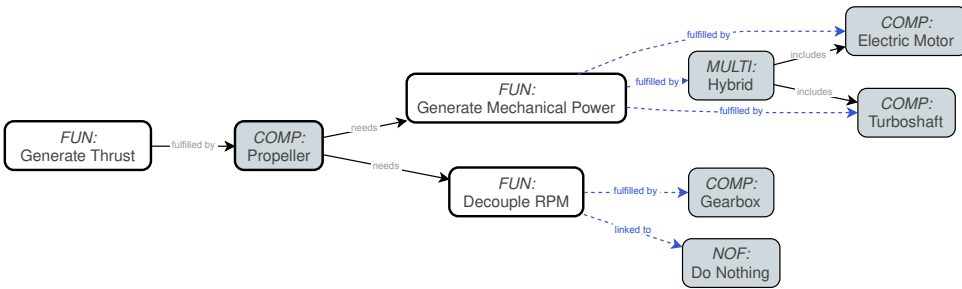 FUN:
Generate Thrust
fulfilled by
COMP:
Propeller
needs
needs
FUN:
Generate Mechanical Power
fulfilled by
fulfilled by
fulfilled by
MULTI:
Hybrid
includes
includes
COMP:
Electric Motor
COMP:
Turboshaft
FUN:
Decouple RPM
fulfilled by
linked to
COMP:
Gearbox
NOF:
Do Nothing